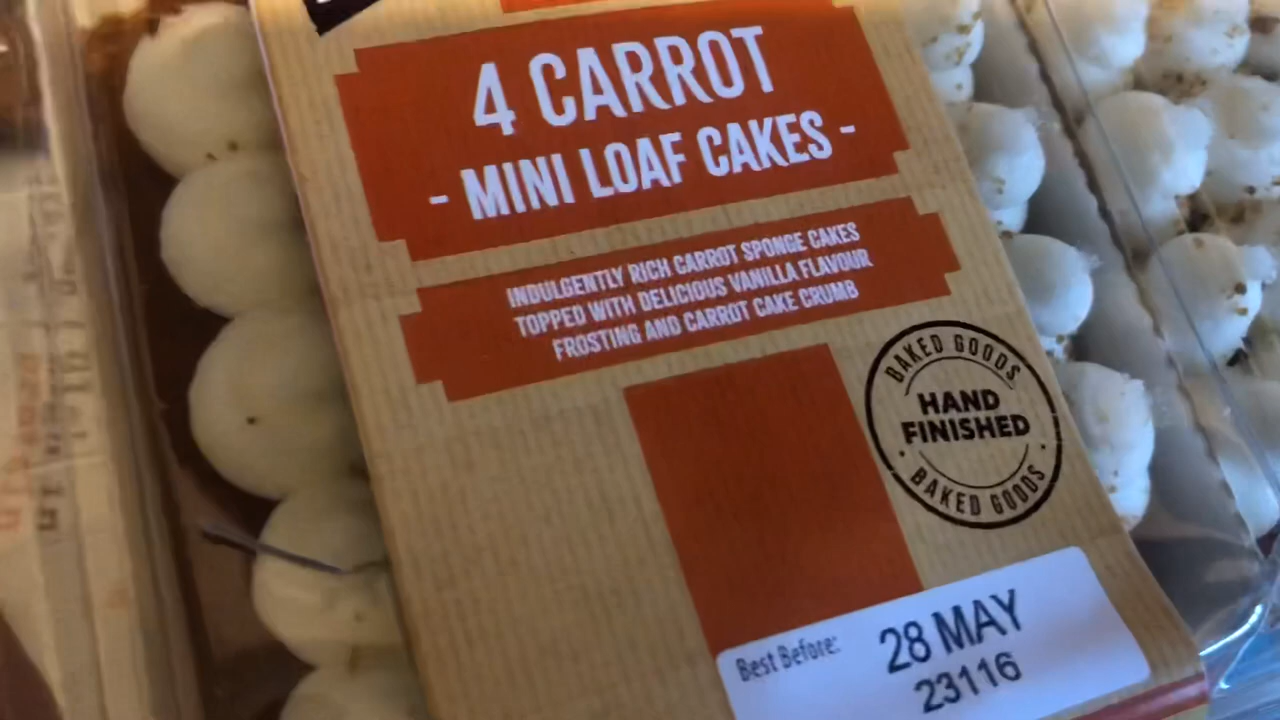 4 CARROT
- MINI LOAF CAKES -
INDULGENTLY RICH CARROT SPONGE CAKES
TOPPED WITH DELICIOUS VANILLA FLAVOUR
FROSTING AND CARROT CAKE CRUMB
BAKED GOODS
HAND
FINISHED
BAKED GOODS
Best Before: 28 MAY
23116